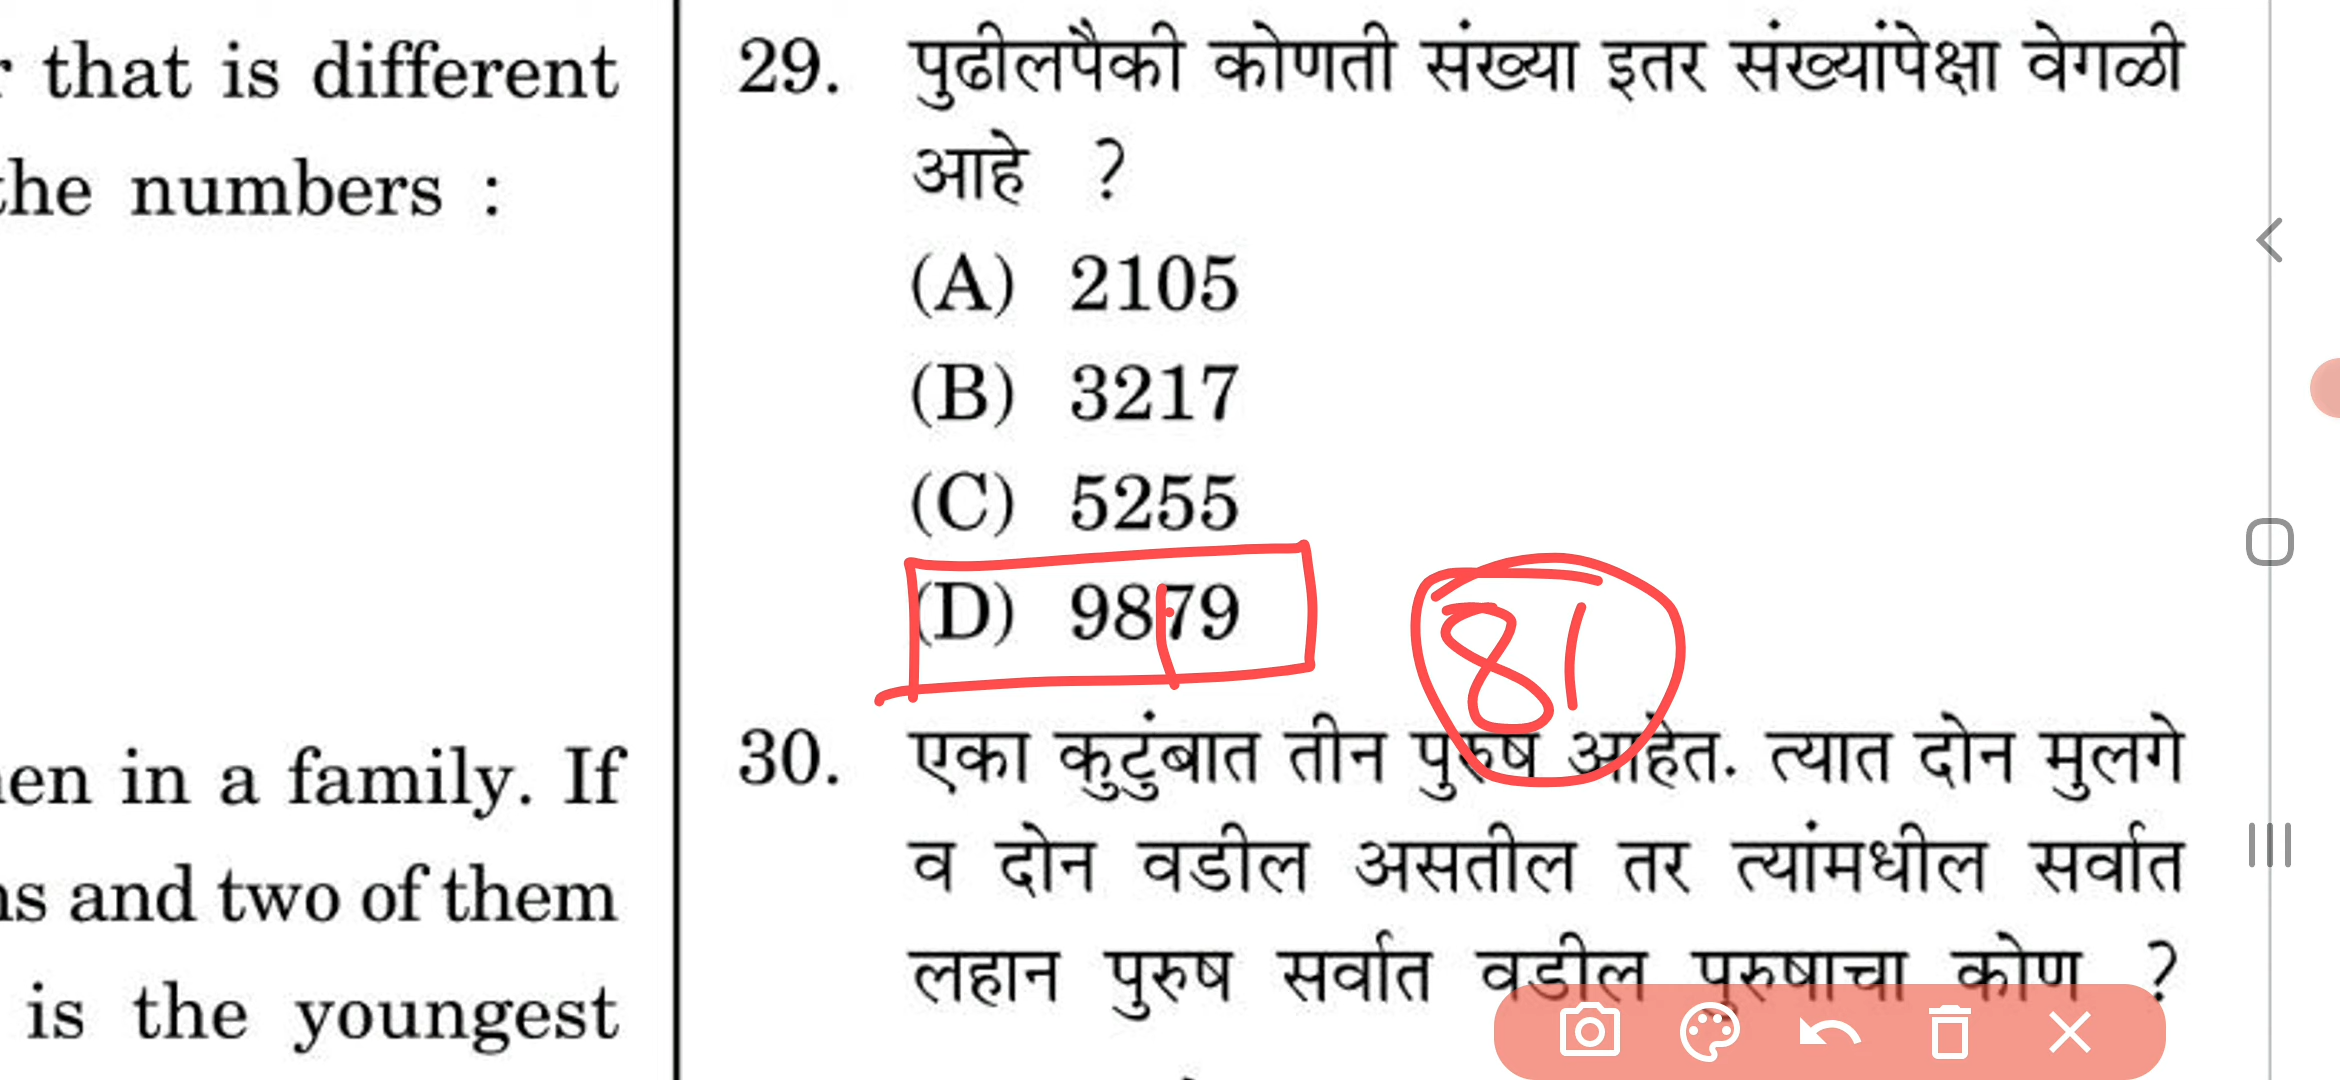 that is different
the numbers :
en in a family. If
s and two of them
is the youngest
29. पुढीलपैकी कोणती संख्या इतर संख्यांपेक्षा वेगळी
आहे ?
(A) 2105
(B) 3217
(C) 5255
(D) 9879
81
30. एका कुटुंबात तीन पुरुष आहेत. त्यात दोन मुलगे
व दोन वडील असतील तर त्यांमधील सर्वात
लहान पुरुष सर्वात वडील पुरुषाचा कोण ?